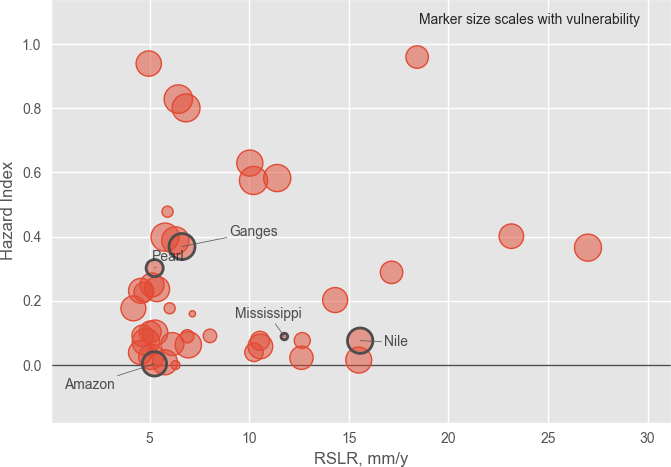 Marker size scales with vulnerability
1.0
0.8
0.6
0.4
0.2
0.0
Hazard Index
Ganges
Pearl
Mississippi
Nile
Amazon
5
10
15
20
25
30
RSLR, mm/y